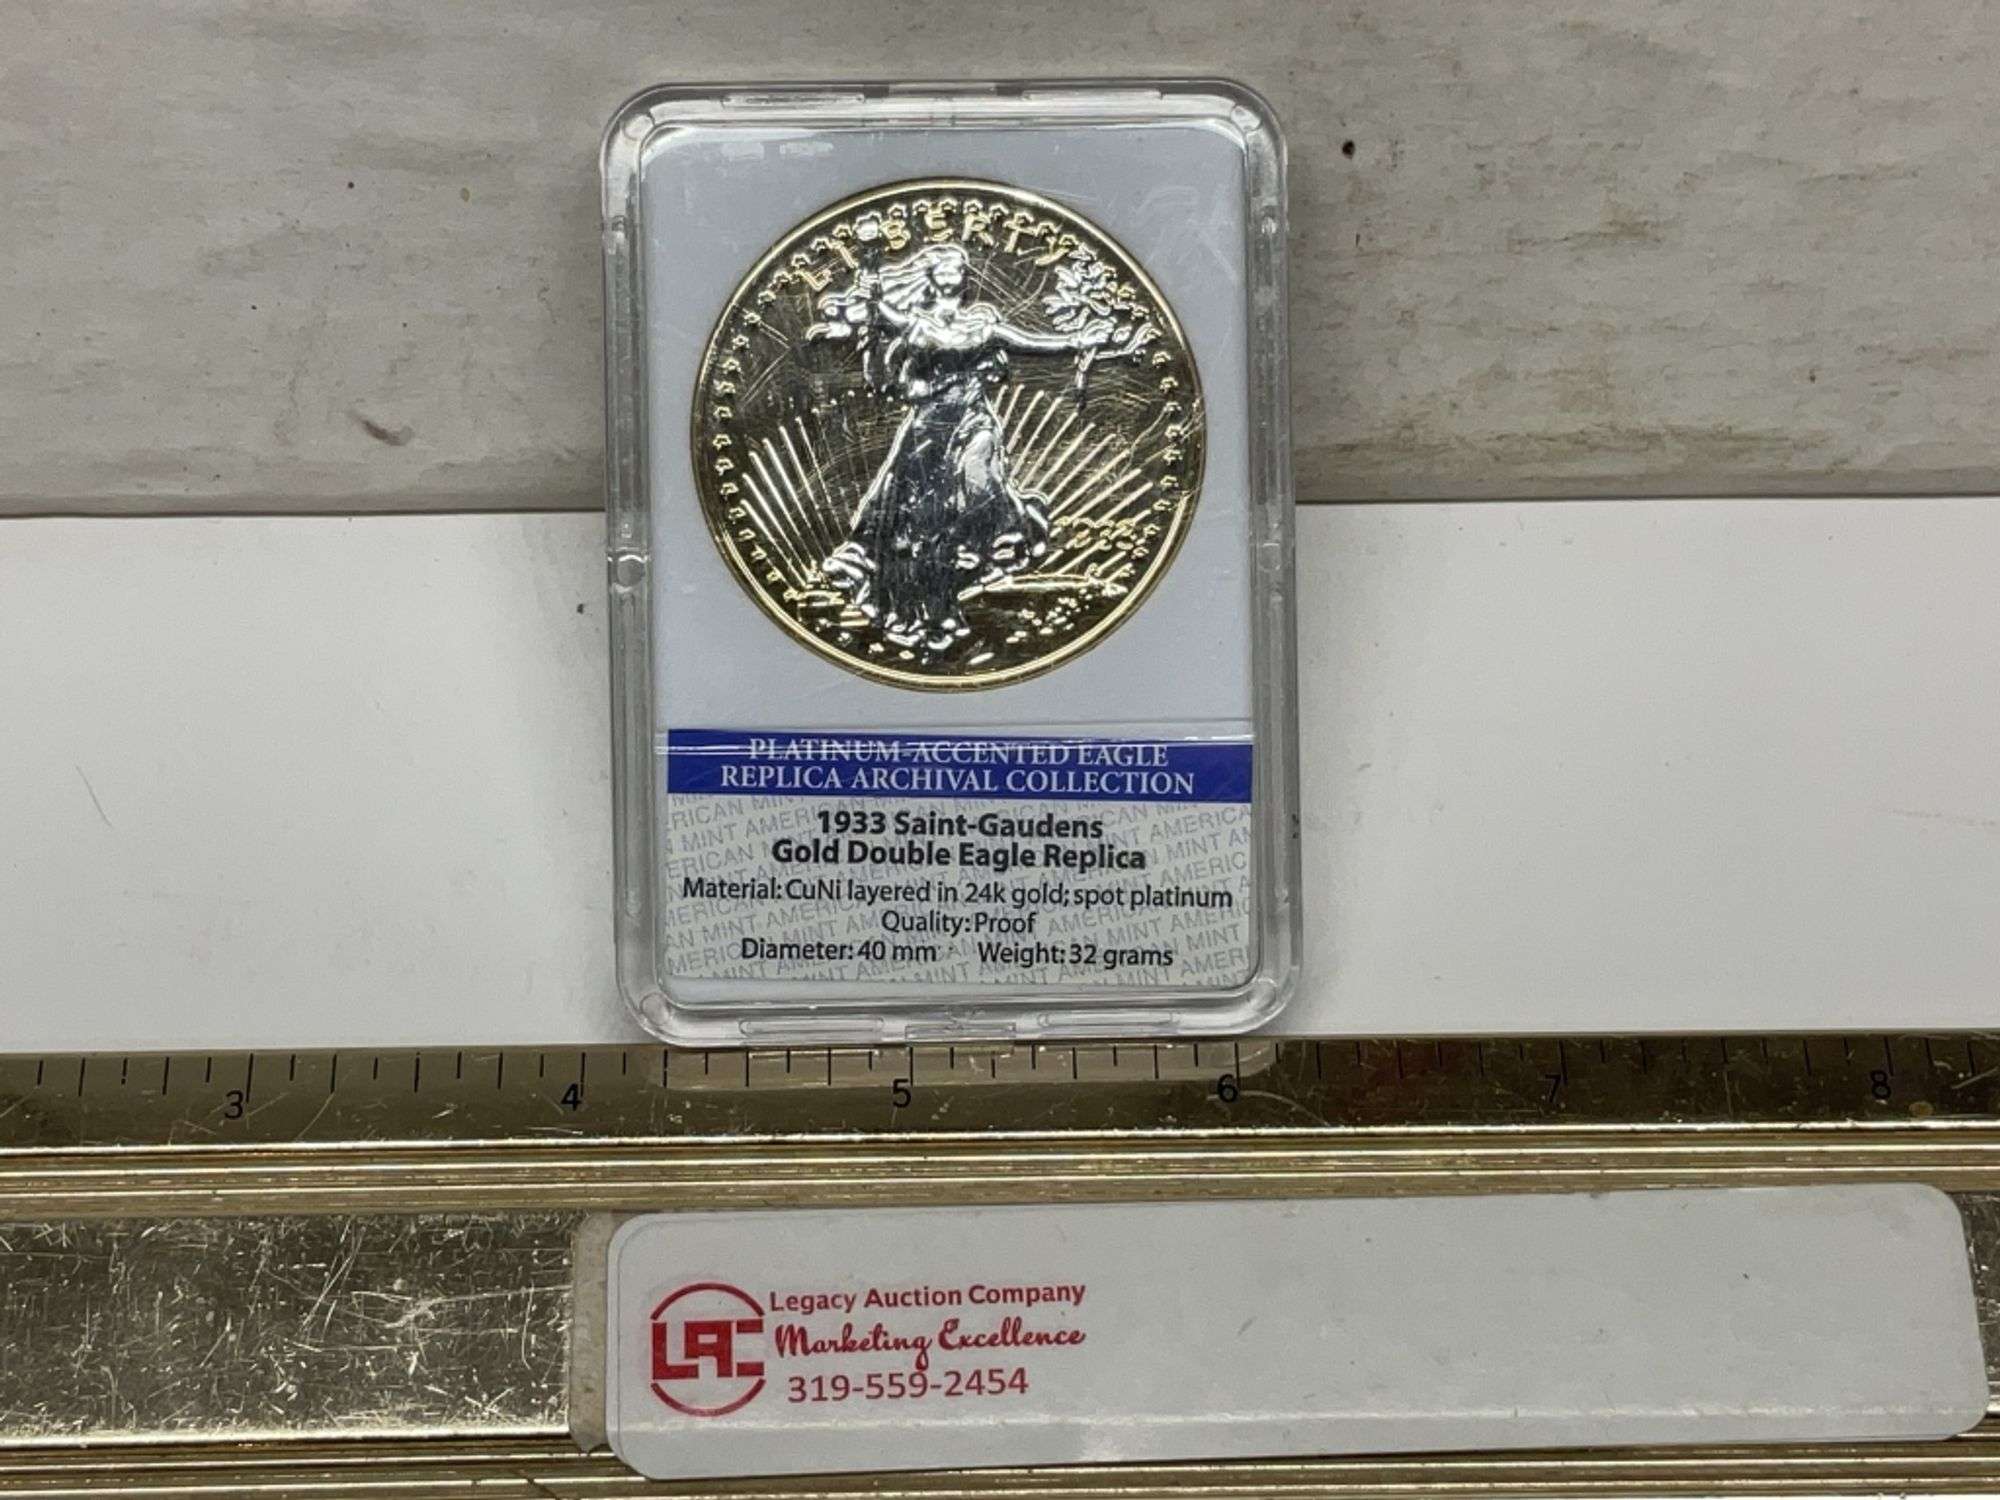 LIBERTY
PLATINUM-ACCENTED EAGLE
REPLICA ARCHIVAL COLLECTION
1933 Saint-Gaudens
Gold Double Eagle Replica
Material: CuNi layered in 24k gold; spot platinum
Quality: Proof
Diameter: 40 mm Weight: 32 grams
3 4 5 6 7 8
LAC
Legacy Auction Company
Marketing Excellence
319-559-2454